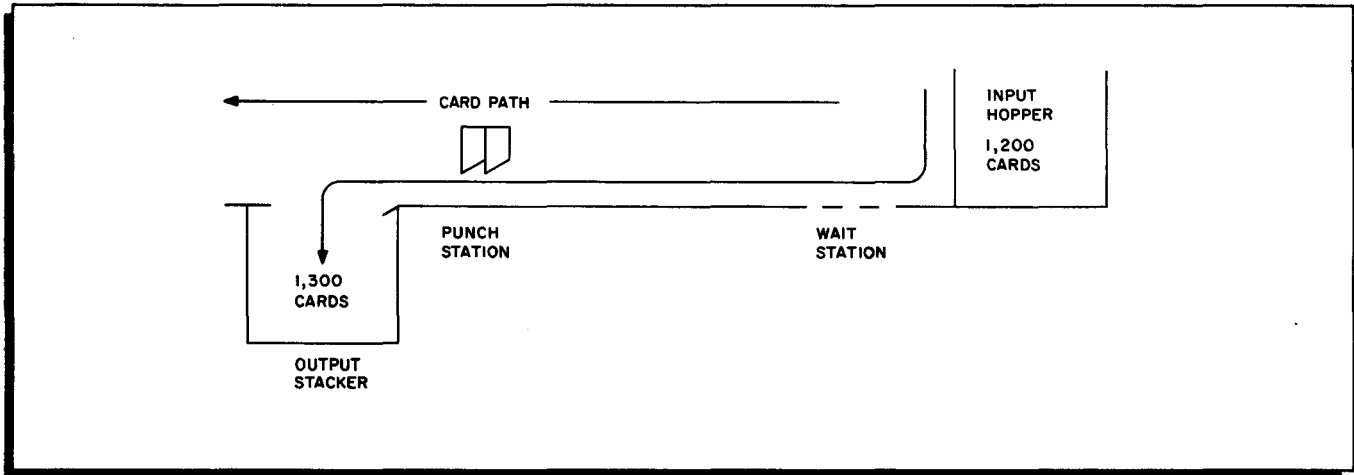 CARD PATH
INPUT
HOPPER
1,200
CARDS
PUNCH
STATION
WAIT
STATION
1,300
CARDS
OUTPUT
STACKER